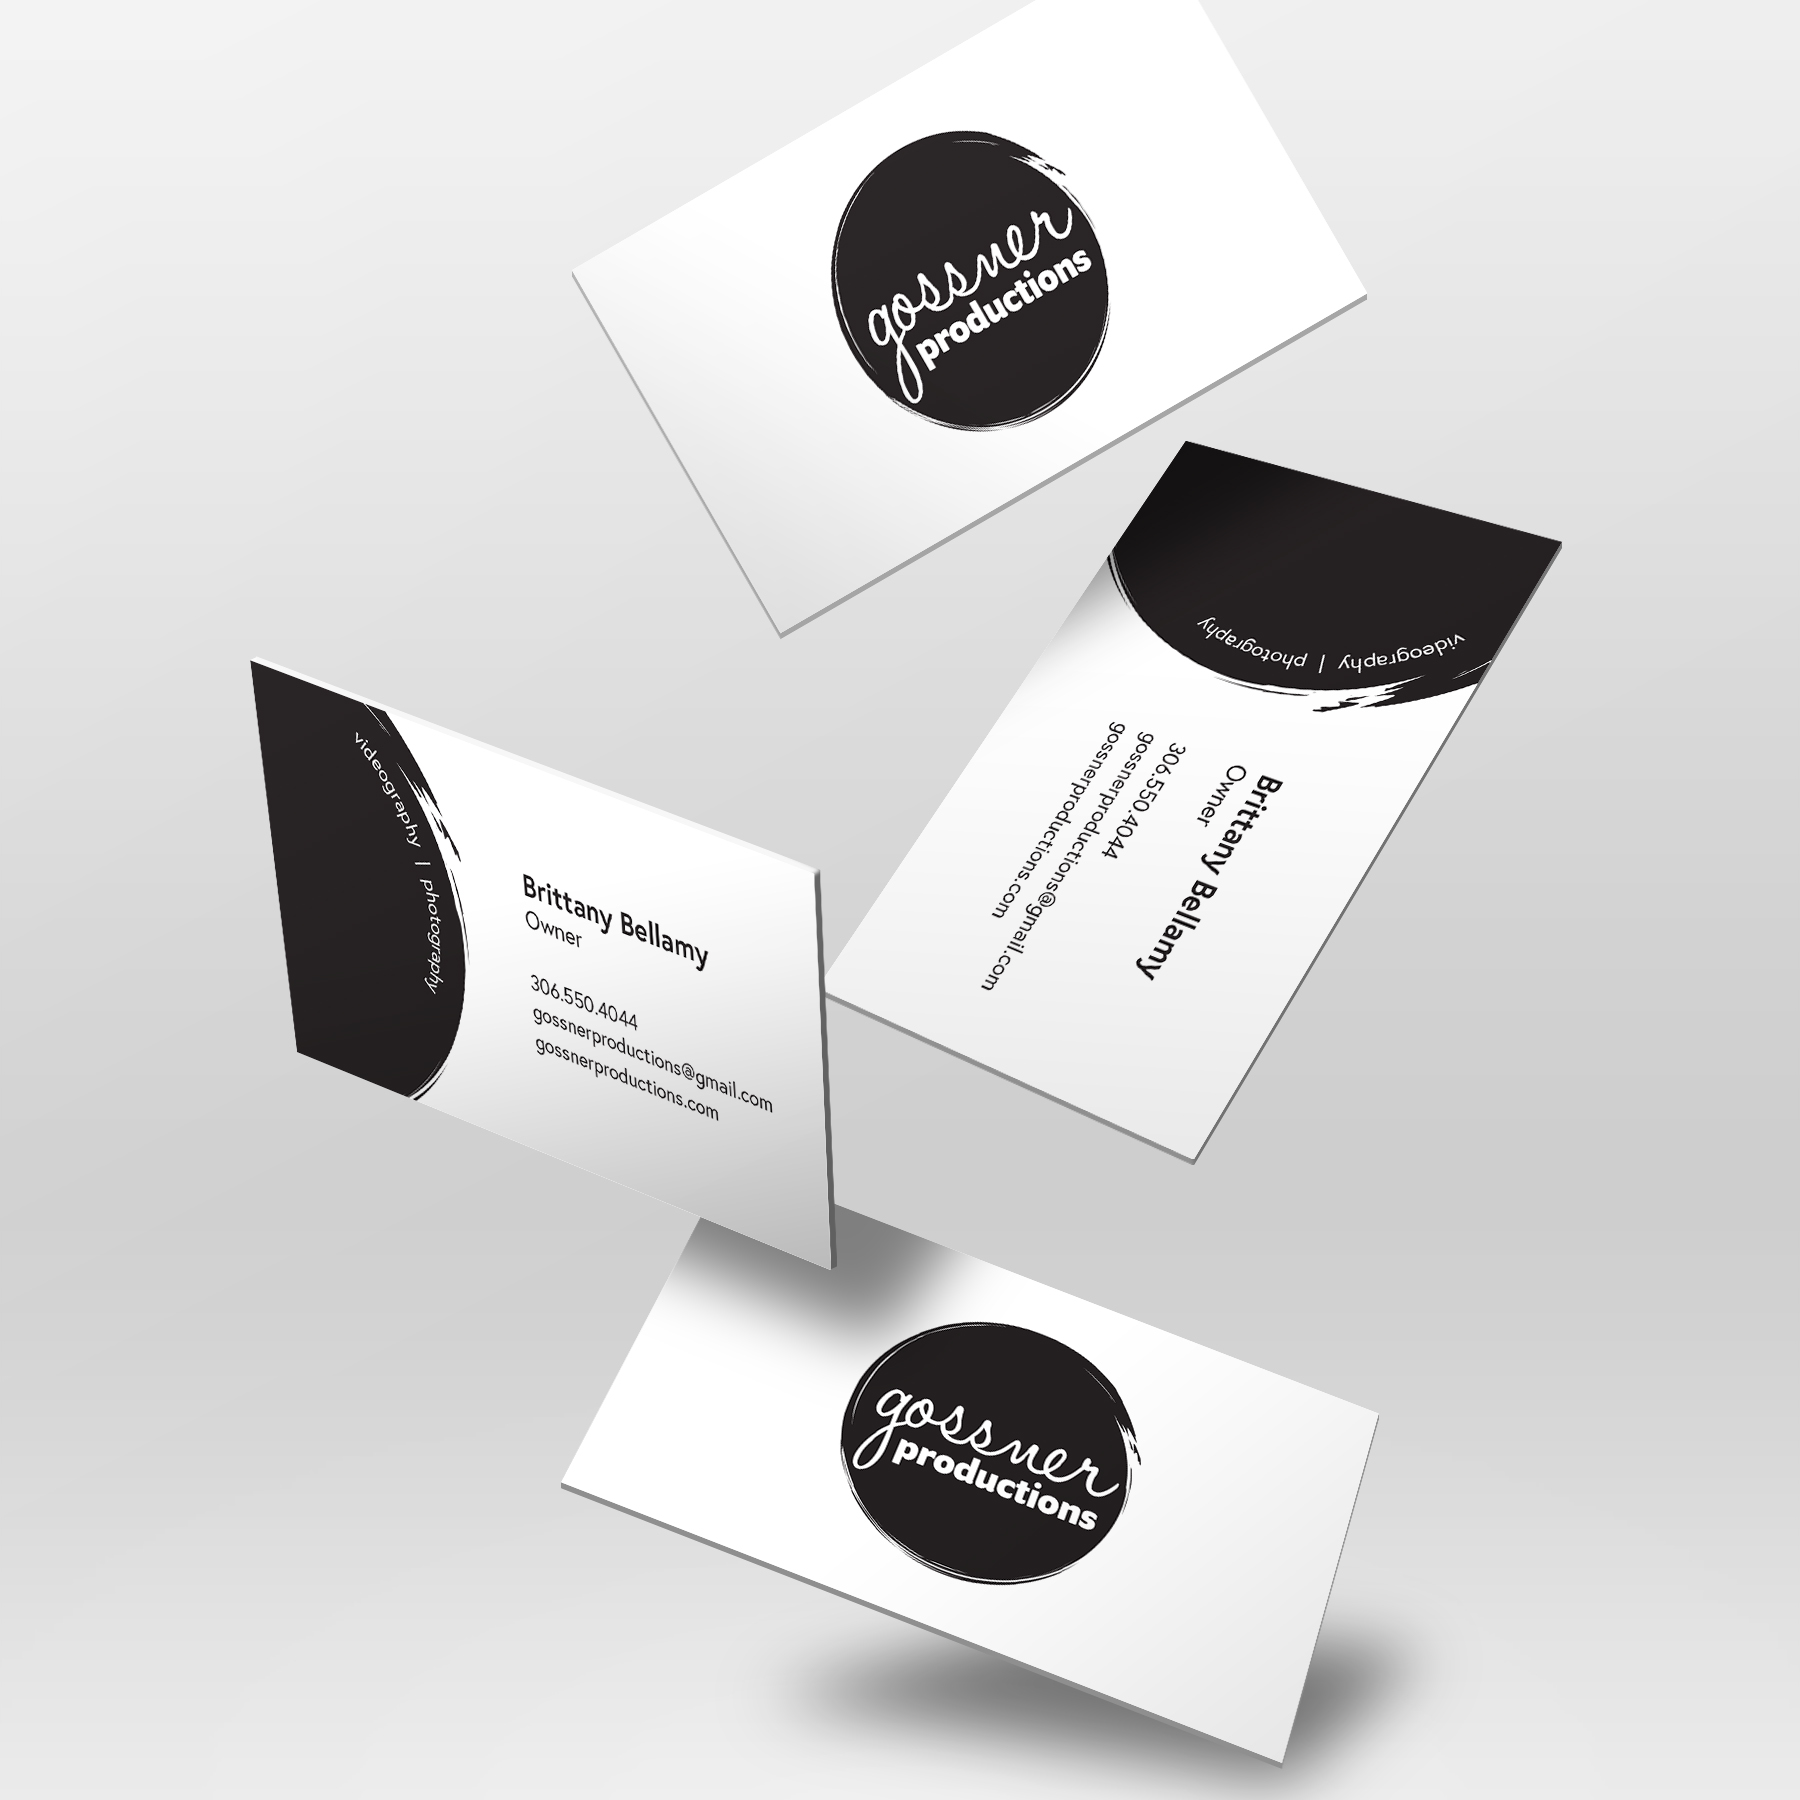 gossner
productions
videography | photography
Brittany Bellamy
Owner
306.550.4044
gossnerproductions@gmail.com
gossnerproductions.com
videography | photography
Brittany Bellamy
Owner
306.550.4044
gossnerproductions@gmail.com
gossnerproductions.com
gossner
productions